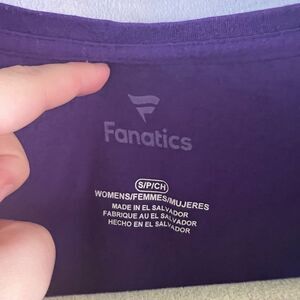 Fanatics
S/P/CH
WOMENS/FEMMES/MUJERES
MADE IN EL SALVADOR
FABRIQUE AU EL SALVADOR
HECHO EN EL SALVADOR